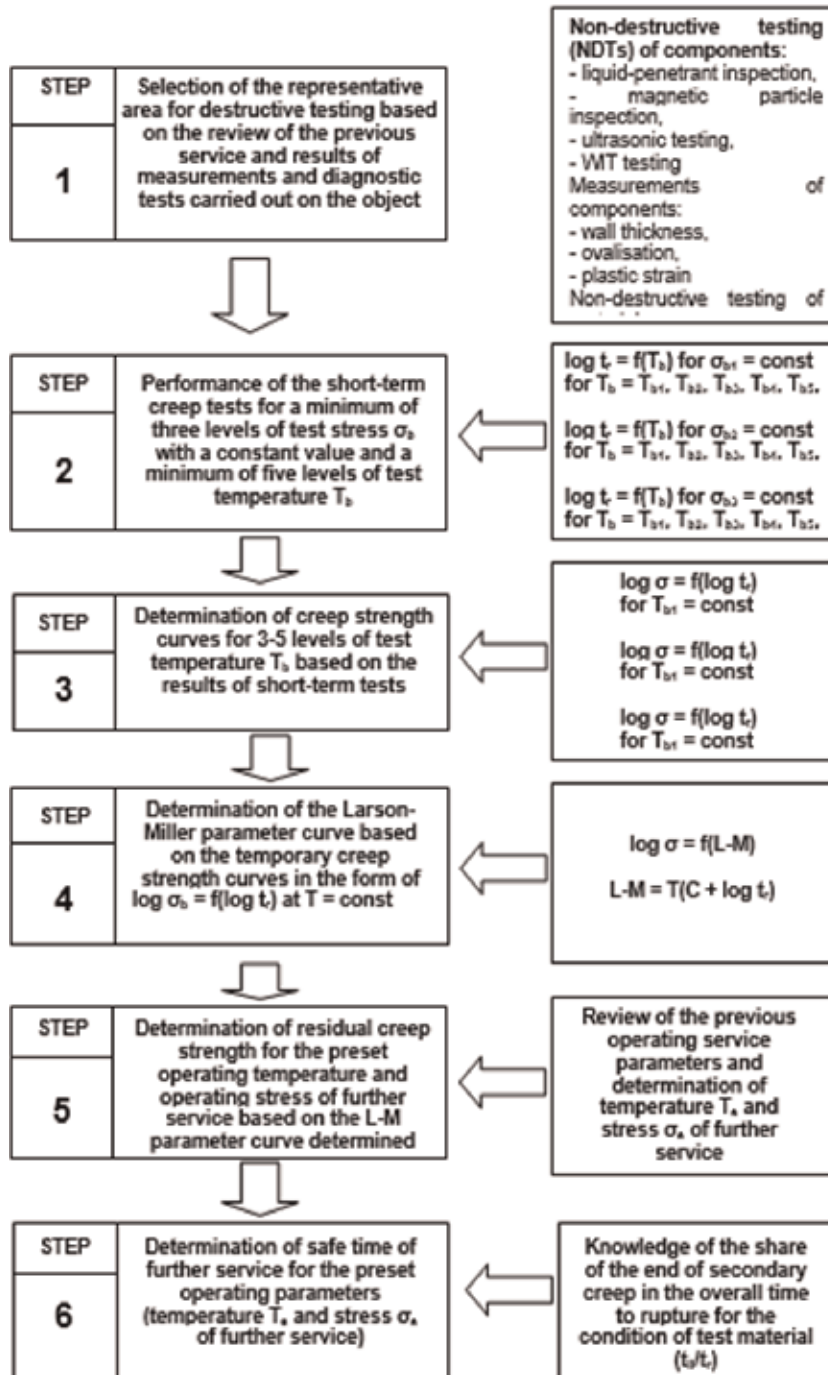 STEP
1
Selection of the representative
area for destructive testing based
on the review of the previous
service and results of
measurements and diagnostic
tests carried out on the object
Non-destructive testing
(NDTs) of components:
- liquid-penetrant inspection,
- magnetic particle
inspection,
- ultrasonic testing,
- testing
Measurements of
components:
- wall thickness,
- ovalisation,
- plastic strain
Non-destructive testing of
STEP
2
Performance of the short-term
creep tests for a minimum of
three levels of test stress σb
with a constant value and a
minimum of five levels of test
temperature Tb
log tr = f(Tb) for σb1 = const
for Tb = Tb1, Tb2, Tb3, Tb4, Tb5,
log tr = f(Tb) for σb2 = const
for Tb = Tb1, Tb2, Tb3, Tb4, Tb5,
log tr = f(Tb) for σb3 = const
for Tb = Tb1, Tb2, Tb3, Tb4, Tb5,
STEP
3
Determination of creep strength
curves for 3-5 levels of test
temperature Tb based on the
results of short-term tests
log σ = f(log tr)
for Tb1 = const
log σ = f(log tr)
for Tb1 = const
log σ = f(log tr)
for Tb1 = const
STEP
4
Determination of the Larson-
Miller parameter curve based
on the temporary creep
strength curves in the form of
log σb = f(log tr) at T = const
log σ = f(L-M)
L-M = T(C + log tr)
STEP
5
Determination of residual creep
strength for the preset
operating temperature and
operating stress of further
service based on the L-M
parameter curve determined
Review of the previous
operating service
parameters and
determination of
temperature Te and
stress σe of further
service
STEP
6
Determination of safe time of
further service for the preset
operating parameters
(temperature Te and stress σe
of further service)
Knowledge of the share
of the end of secondary
creep in the overall time
to rupture for the
condition of test material